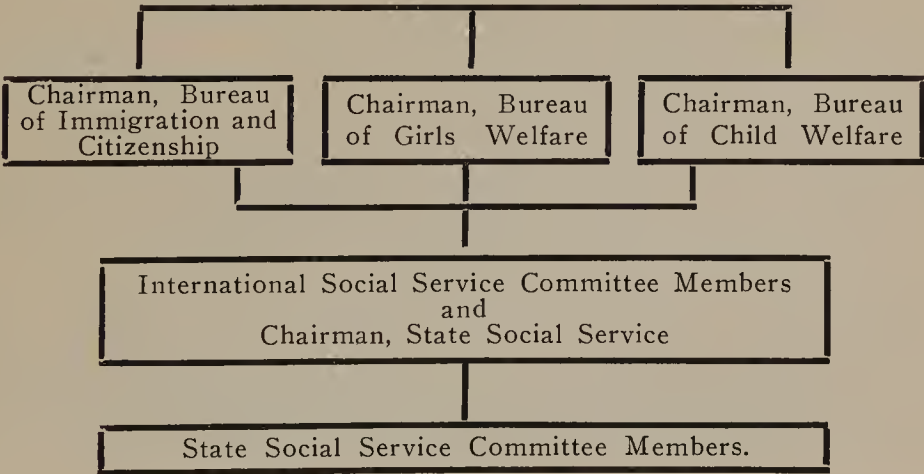 Chairman, Bureau
of Immigration and
Citizenship
Chairman, Bureau
of Girls Welfare
Chairman, Bureau
of Child Welfare
International Social Service Committee Members
and
Chairman, State Social Service
State Social Service Committee Members.